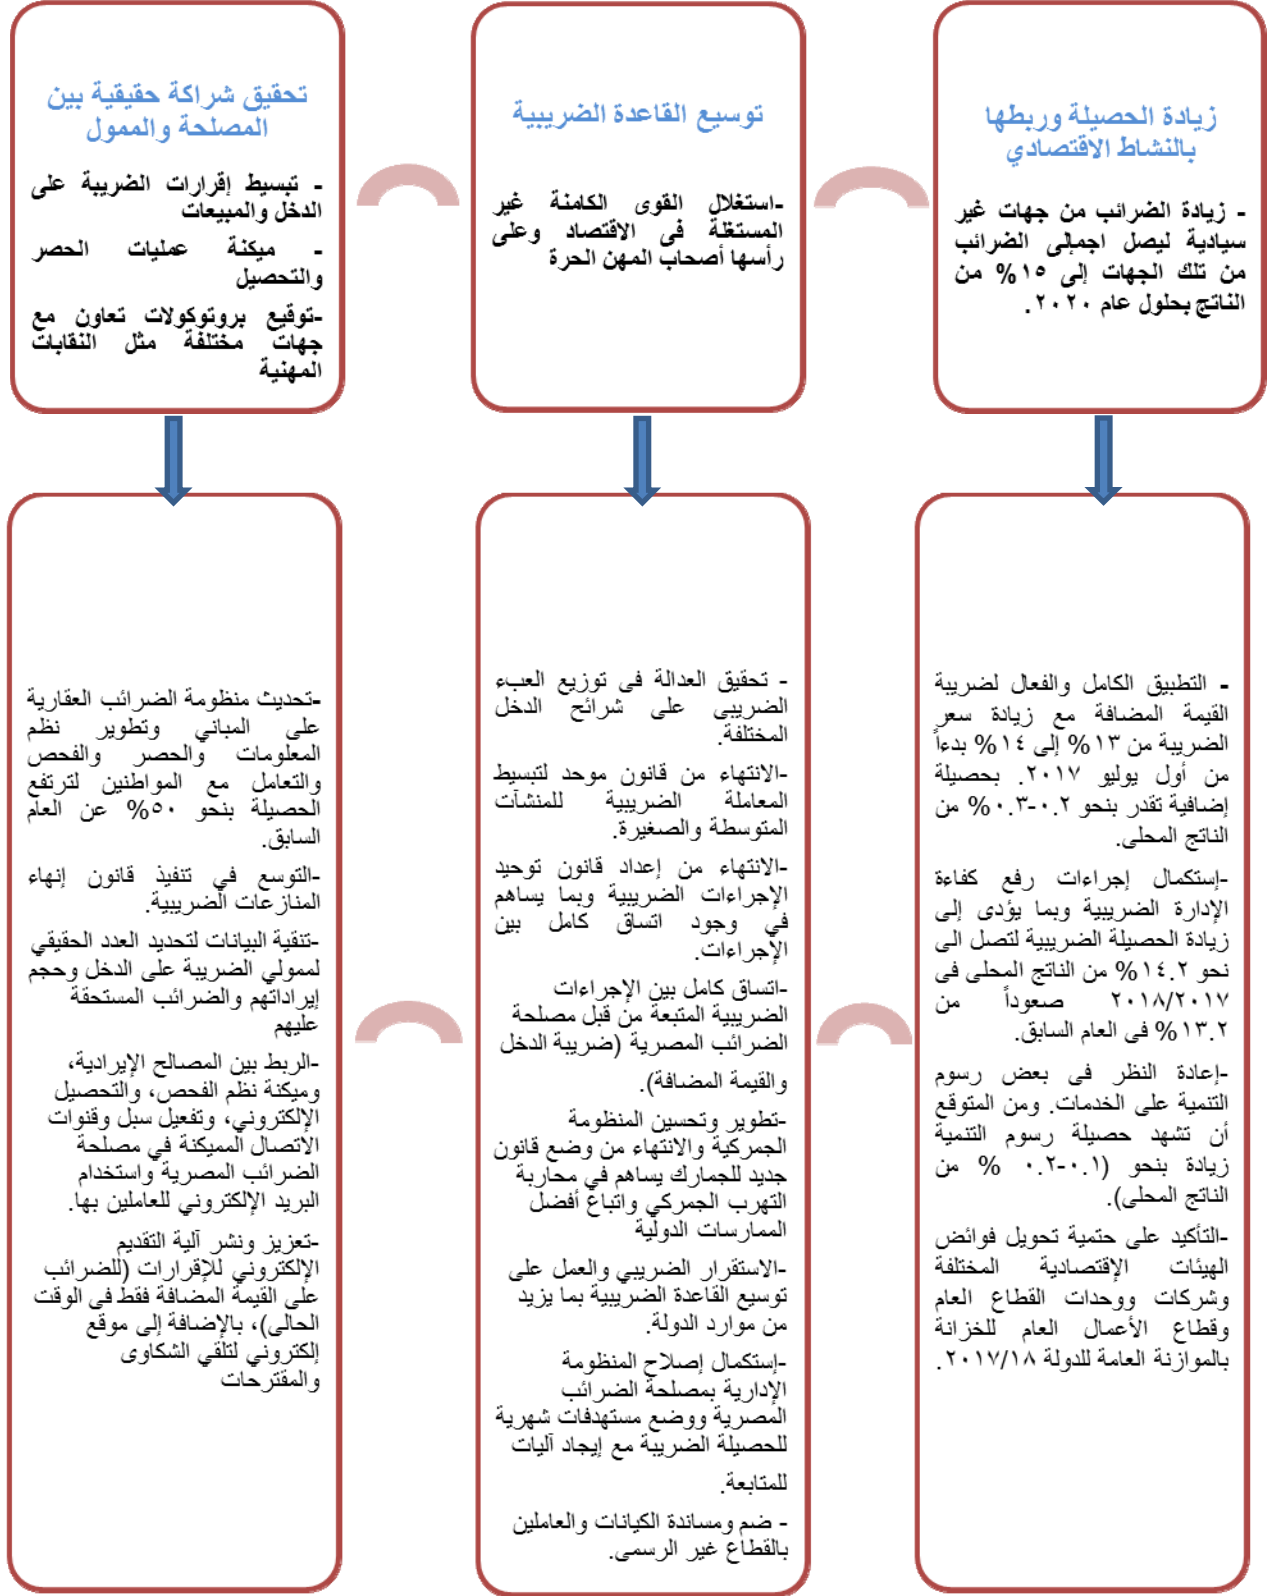 زيادة الحصيلة وربطها
بالنشاط الاقتصادي
- زيادة الضرائب من جهات غير
سيادية ليصل اجمالى الضرائب
من تلك الجهات إلى ١٥% من
الناتج بحلول عام ٢٠٢٠.
توسيع القاعدة الضريبية
-استغلال القوى الكامنة غير
المستغلة فى الاقتصاد وعلى
رأسها أصحاب المهن الحرة
تحقيق شراكة حقيقية بين
المصلحة والممول
- تبسيط إقرارات الضريبة على
الدخل والمبيعات
- ميكنة عمليات الحصر
والتحصيل
-توقيع بروتوكولات تعاون مع
جهات مختلفة مثل النقابات
المهنية
- التطبيق الكامل والفعال لضريبة
القيمة المضافة مع زيادة سعر
الضريبة من ١٣% إلى ١٤% بدءاً
من أول يوليو ٢٠١٧. بحصيلة
إضافية تقدر بنحو ٠.٢-٠.٣% من
الناتج المحلى.
-إستكمال إجراءات رفع كفاءة
الإدارة الضريبية وبما يؤدى إلى
زيادة الحصيلة الضريبية لتصل الى
نحو ١٤.٢% من الناتج المحلى فى
٢٠١٨/٢٠١٧ صعوداً من
١٣.٢% فى العام السابق.
-إعادة النظر فى بعض رسوم
التنمية على الخدمات. ومن المتوقع
أن تشهد حصيلة رسوم التنمية
زيادة بنحو (٠.١-٠.٢ % من
الناتج المحلى).
-التأكيد على حتمية تحويل فوائض
الهيئات الإقتصادية المختلفة
وشركات ووحدات القطاع العام
وقطاع الأعمال العام للخزانة
بالموازنة العامة للدولة ٢٠١٧/١٨.
- تحقيق العدالة فى توزيع العبء
الضريبى على شرائح الدخل
المختلفة.
-الانتهاء من قانون موحد لتبسيط
المعاملة الضريبية للمنشآت
المتوسطة والصغيرة.
-الانتهاء من إعداد قانون توحيد
الإجراءات الضريبية وبما يساهم
في وجود اتساق كامل بين
الإجراءات.
-اتساق كامل بين الإجراءات
الضريبية المتبعة من قبل مصلحة
الضرائب المصرية (ضريبة الدخل
والقيمة المضافة).
-تطوير وتحسين المنظومة
الجمركية والانتهاء من وضع قانون
جديد للجمارك يساهم في محاربة
التهرب الجمركي واتباع أفضل
الممارسات الدولية
-الاستقرار الضريبي والعمل على
توسيع القاعدة الضريبية بما يزيد
من موارد الدولة.
-إستكمال إصلاح المنظومة
الإدارية بمصلحة الضرائب
المصرية ووضع مستهدفات شهرية
للحصيلة الضريبة مع إيجاد آليات
للمتابعة.
- ضم ومساندة الكيانات والعاملين
بالقطاع غير الرسمى.
-تحديث منظومة الضرائب العقارية
على المباني وتطوير نظم
المعلومات والحصر والفحص
والتعامل مع المواطنين لترتفع
الحصيلة بنحو ٥٠% عن العام
السابق.
-التوسع في تنفيذ قانون إنهاء
المنازعات الضريبية.
-تنقية البيانات لتحديد العدد الحقيقي
لممولي الضريبة على الدخل وحجم
إيراداتهم والضرائب المستحقة
عليهم
-الربط بين المصالح الإيرادية،
وميكنة نظم الفحص، والتحصيل
الإلكتروني، وتفعيل سبل وقنوات
الاتصال المميكنة في مصلحة
الضرائب المصرية واستخدام
البريد الإلكتروني للعاملين بها.
-تعزيز ونشر آلية التقديم
الإلكتروني للإقرارات (للضرائب
على القيمة المضافة فقط فى الوقت
الحالى)، بالإضافة إلى موقع
إلكتروني لتلقي الشكاوى
والمقترحات